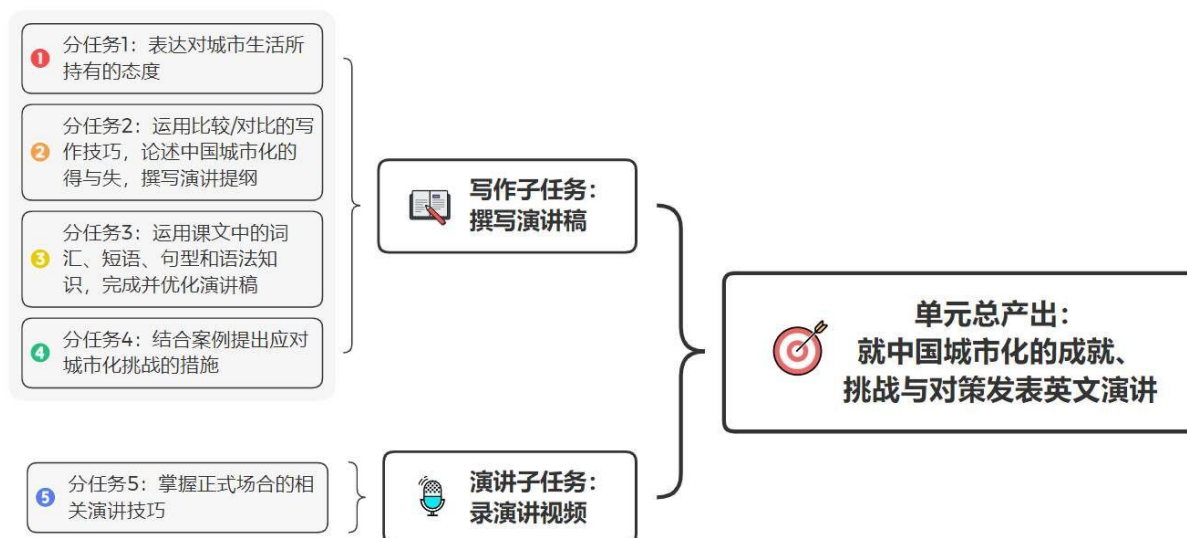 1
分任务1：表达对城市生活所
持有的态度
2
分任务2：运用比较/对比的写
作技巧，论述中国城市化的
得与失，撰写演讲提纲
3
分任务3：运用课文中的词
汇、短语、句型和语法知
识，完成并优化演讲稿
4
分任务4：结合案例提出应对
城市化挑战的措施
写作子任务：
撰写演讲稿
5
分任务5：掌握正式场合的相
关演讲技巧
演讲子任务：
录演讲视频
单元总产出：
就中国城市化的成就、
挑战与对策发表英文演讲